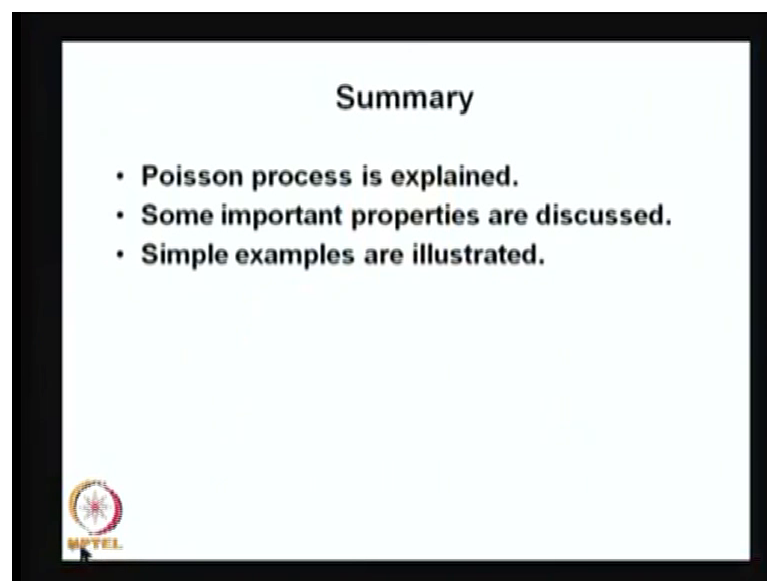 Summary
• Poisson process is explained.
• Some important properties are discussed.
• Simple examples are illustrated.
NPTEL